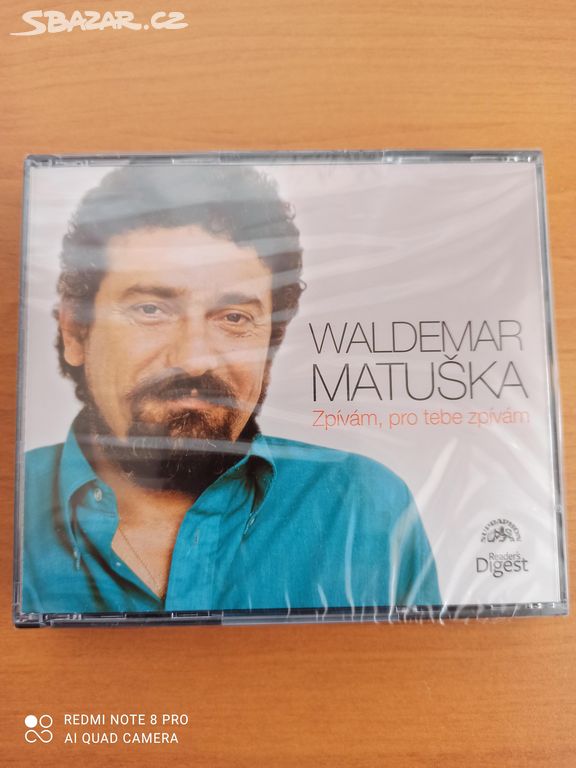 SBAZAR.CZ
WALDEMAR
MATUŠKA
Zpívám, pro tebe zpívám
SUPRAPHON
Reader's
Digest
REDMI NOTE 8 PRO
AI QUAD CAMERA